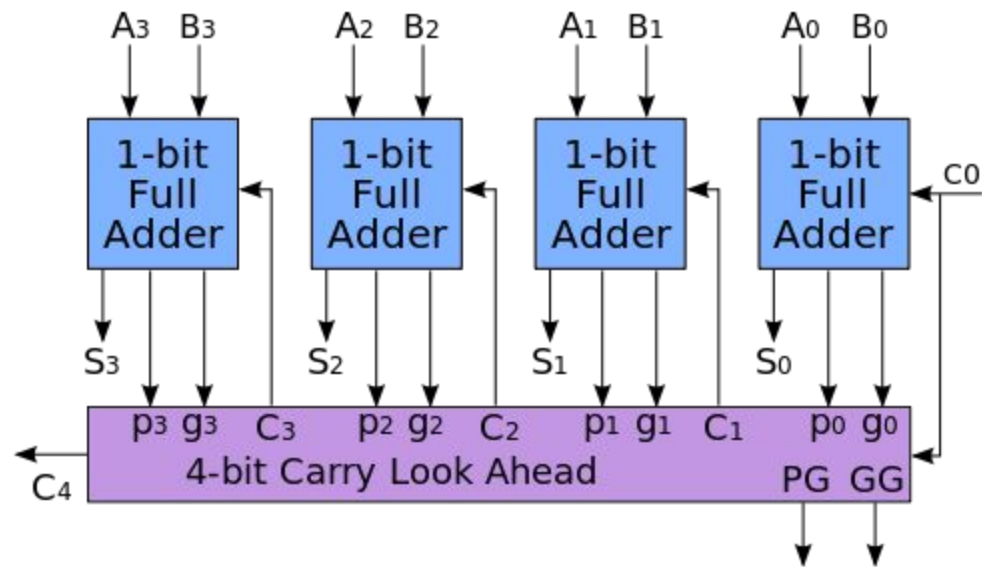 A3 B3 A2 B2 A1 B1 A0 B0
1-bit Full Adder
1-bit Full Adder
1-bit Full Adder
1-bit Full Adder
C0
S3 S2 S1 S0
p3 g3 C3 p2 g2 C2 p1 g1 C1 p0 g0
4-bit Carry Look Ahead
PG GG
C4